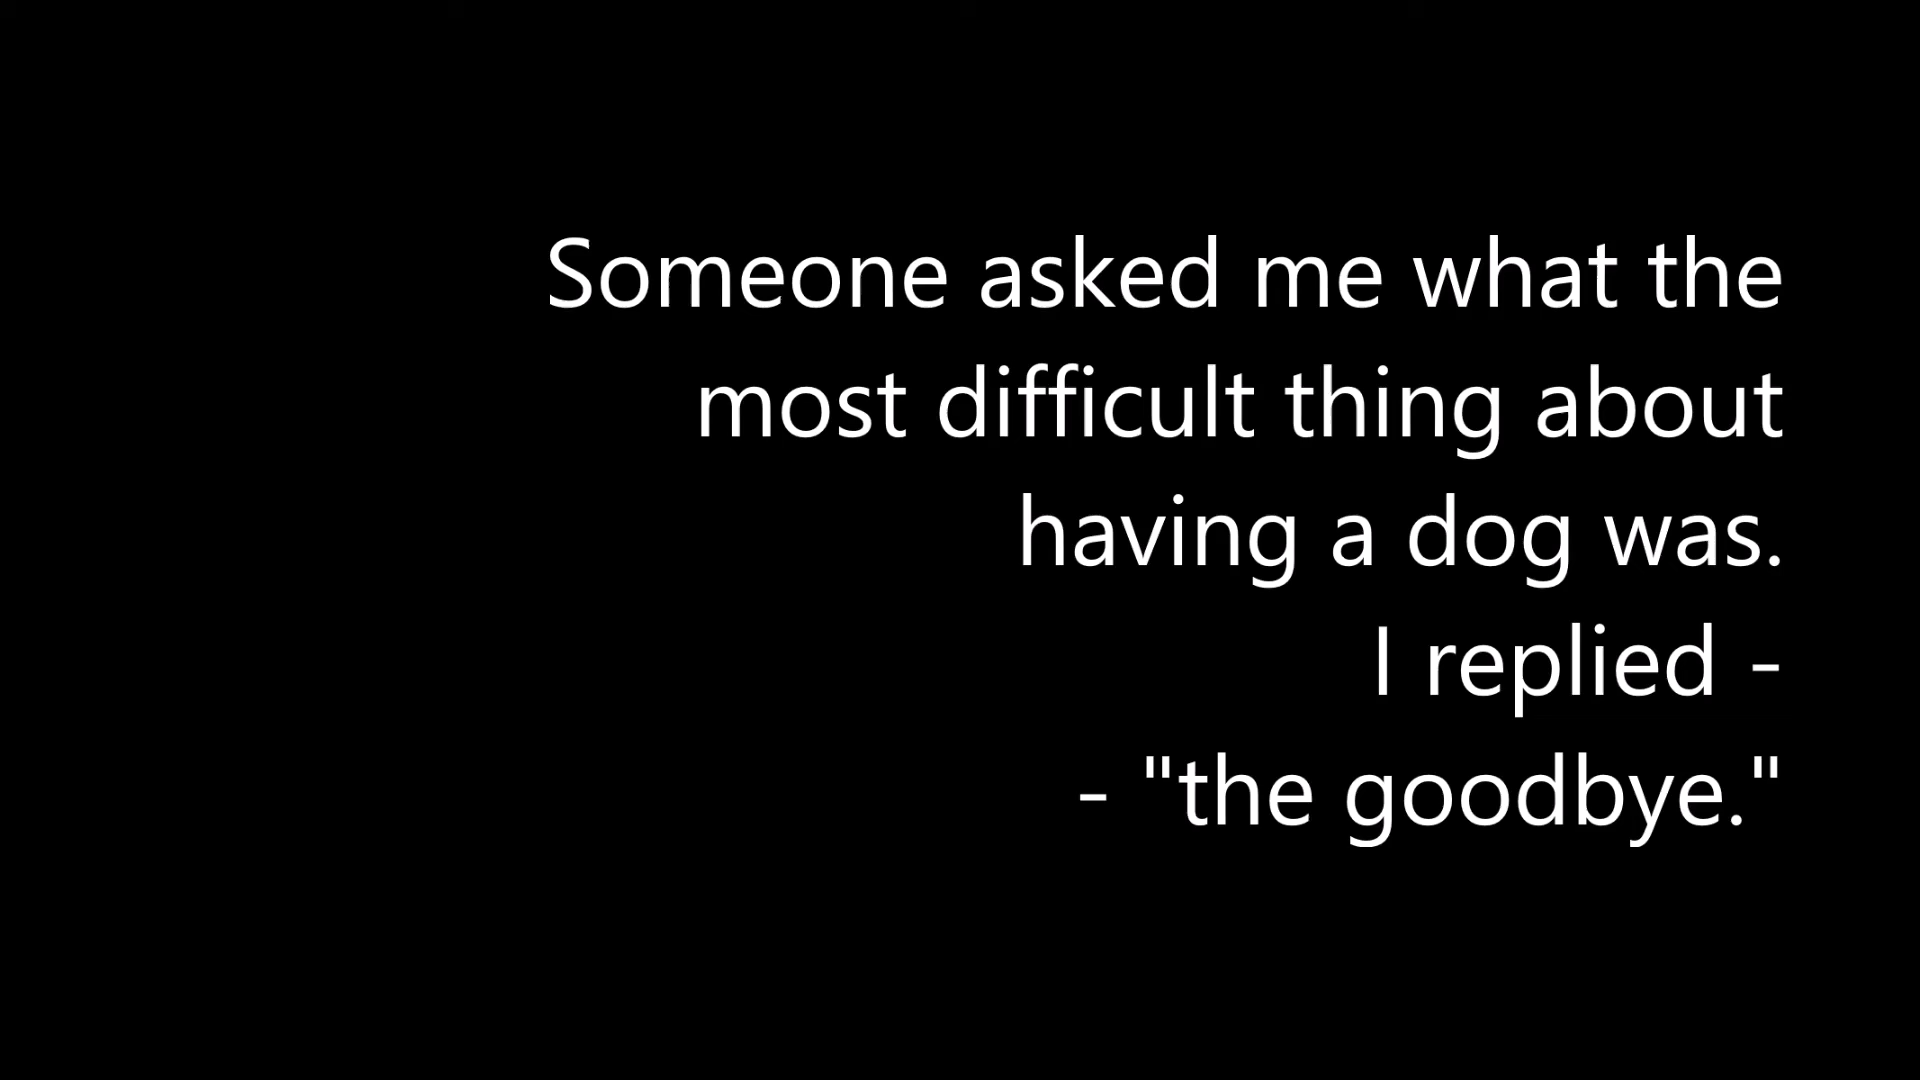 Someone asked me what the
most difficult thing about
having a dog was.
I replied -
- "the goodbye."